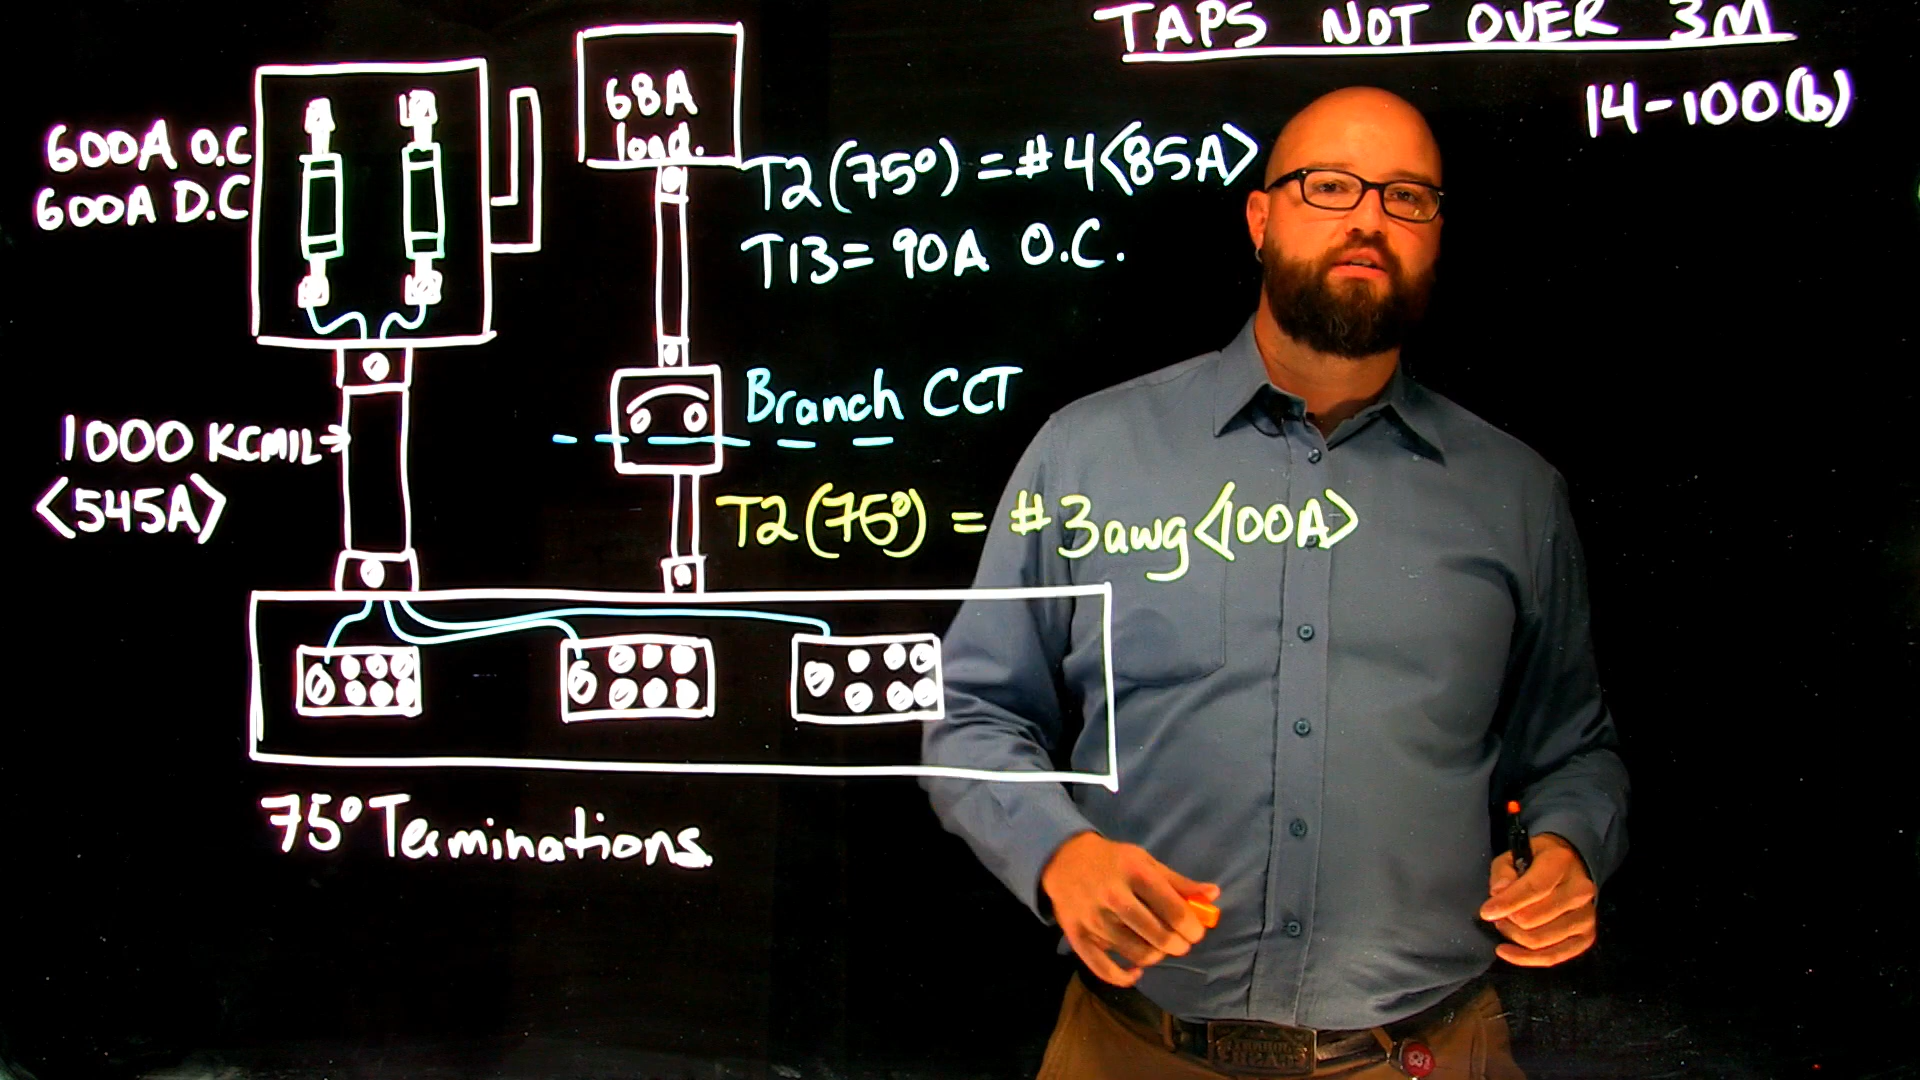 TAPS NOT OVER 3M
14-100(b)
600A O.C
600A D.C
68A
load.
T2(75°) = #4<85A>
T13= 90A O.C.
Branch CCT
1000 KCMIL→
<545A>
T2(75°) = #3awg<100A>
75° Terminations.